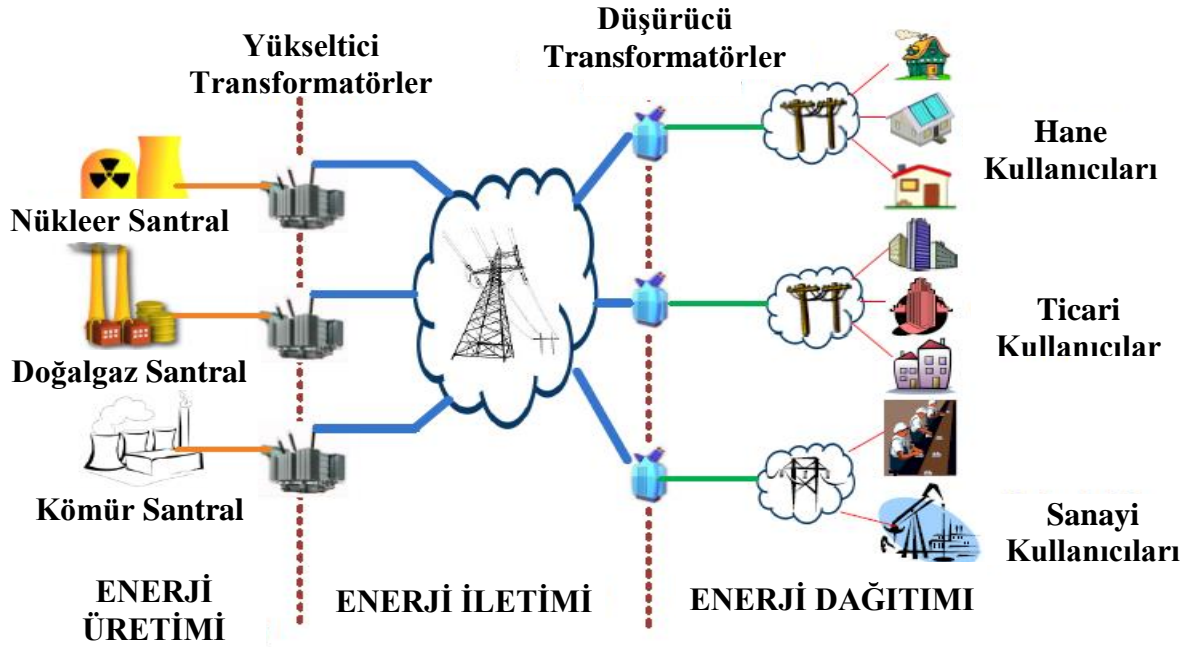 Yükseltici
Transformatörler
Düşürücü
Transformatörler
Nükleer Santral
Doğalgaz Santral
Kömür Santral
Hane
Kullanıcıları
Ticari
Kullanıcılar
Sanayi
Kullanıcıları
ENERJİ
ÜRETİMİ
ENERJİ İLETİMİ
ENERJİ DAĞITIMI